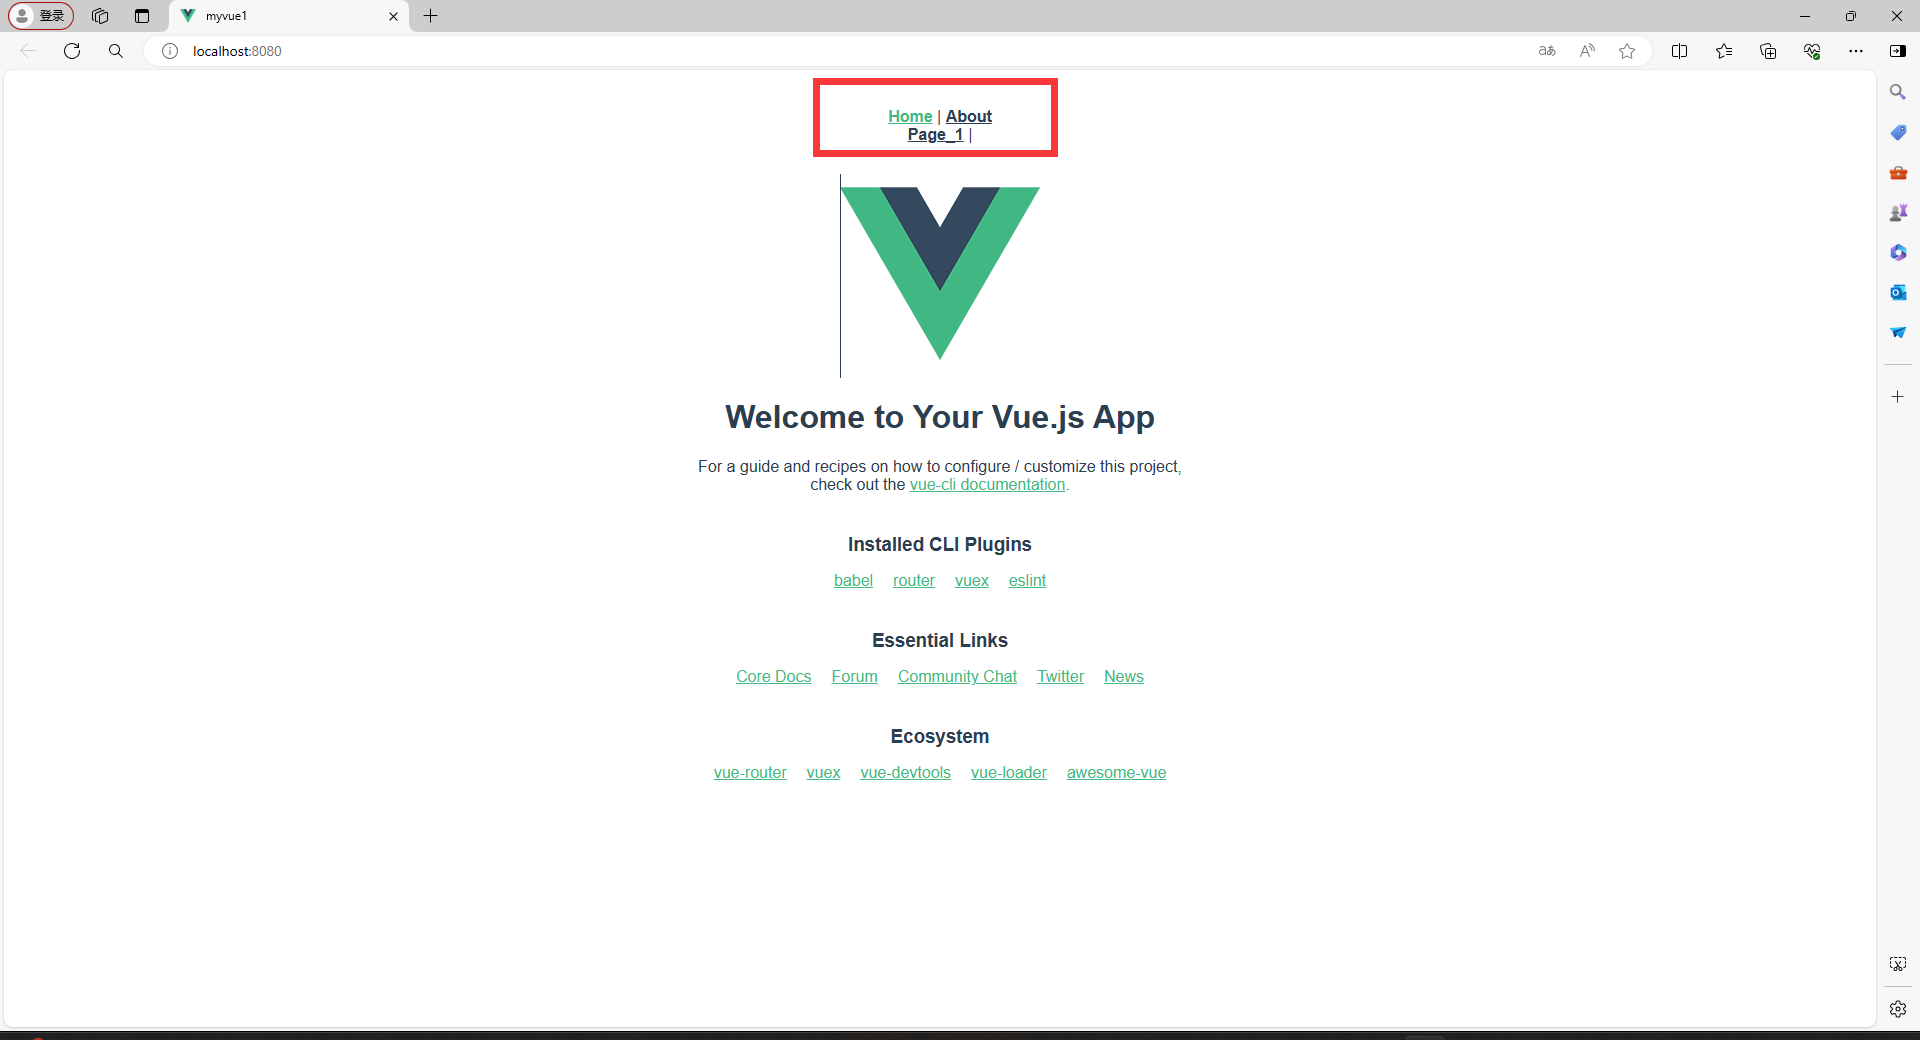 登录
myvue1
localhost:8080
aあ
Home | About
Page_1 |
Welcome to Your Vue.js App
For a guide and recipes on how to configure / customize this project,
check out the vue-cli documentation.
Installed CLI Plugins
babel router vuex eslint
Essential Links
Core Docs Forum Community Chat Twitter News
Ecosystem
vue-router vuex vue-devtools vue-loader awesome-vue